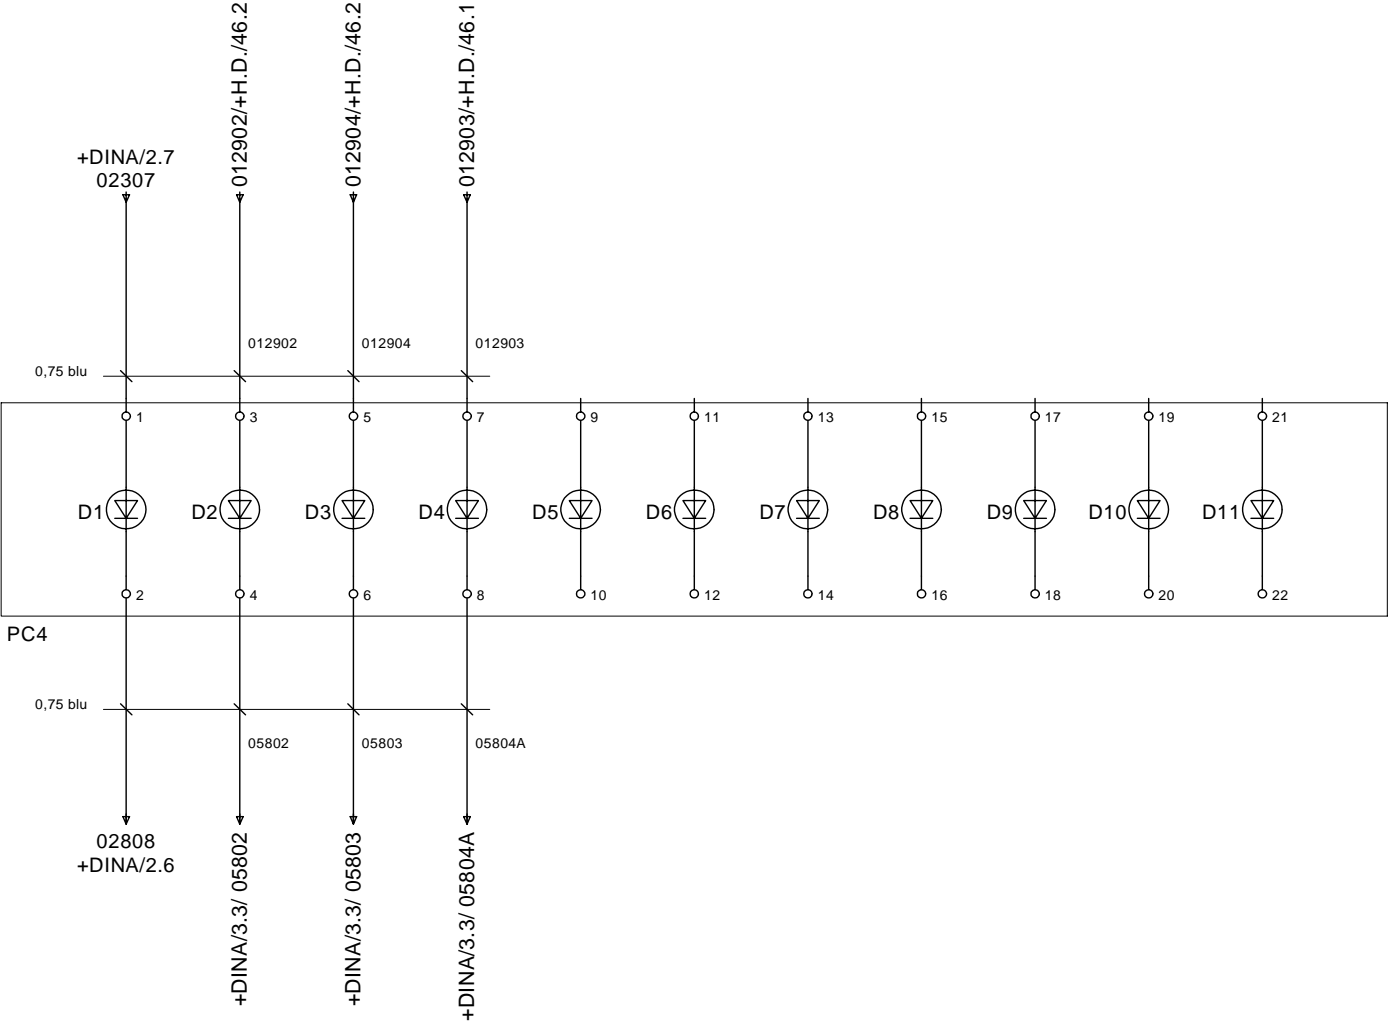 012902/+H.D./46.2
012904/+H.D./46.2
012903/+H.D./46.1
+DINA/2.7
02307
012902
012904
012903
0,75 blu
1
3
5
7
9
11
13
15
17
19
21
D1
D2
D3
D4
D5
D6
D7
D8
D9
D10
D11
2
4
6
8
10
12
14
16
18
20
22
PC4
0,75 blu
05802
05803
05804A
02808
+DINA/2.6
+DINA/3.3/ 05802
+DINA/3.3/ 05803
+DINA/3.3/ 05804A